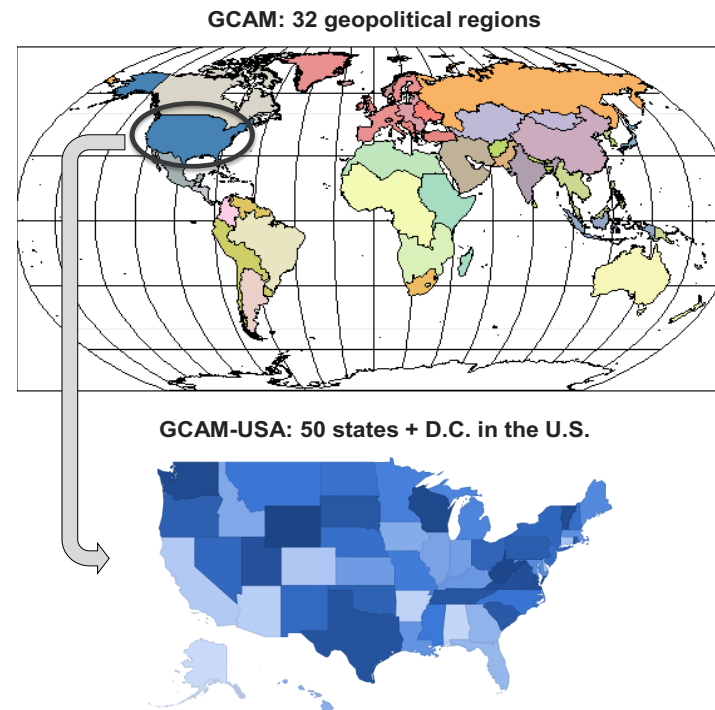 GCAM: 32 geopolitical regions
GCAM-USA: 50 states + D.C. in the U.S.